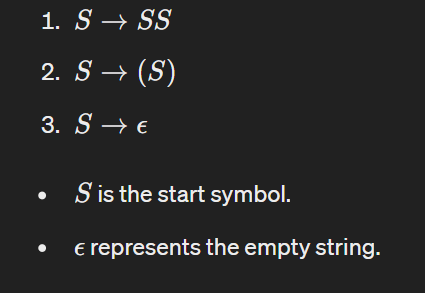 1. S → SS
2. S → (S)
3. S → ϵ
• S is the start symbol.
• ϵ represents the empty string.